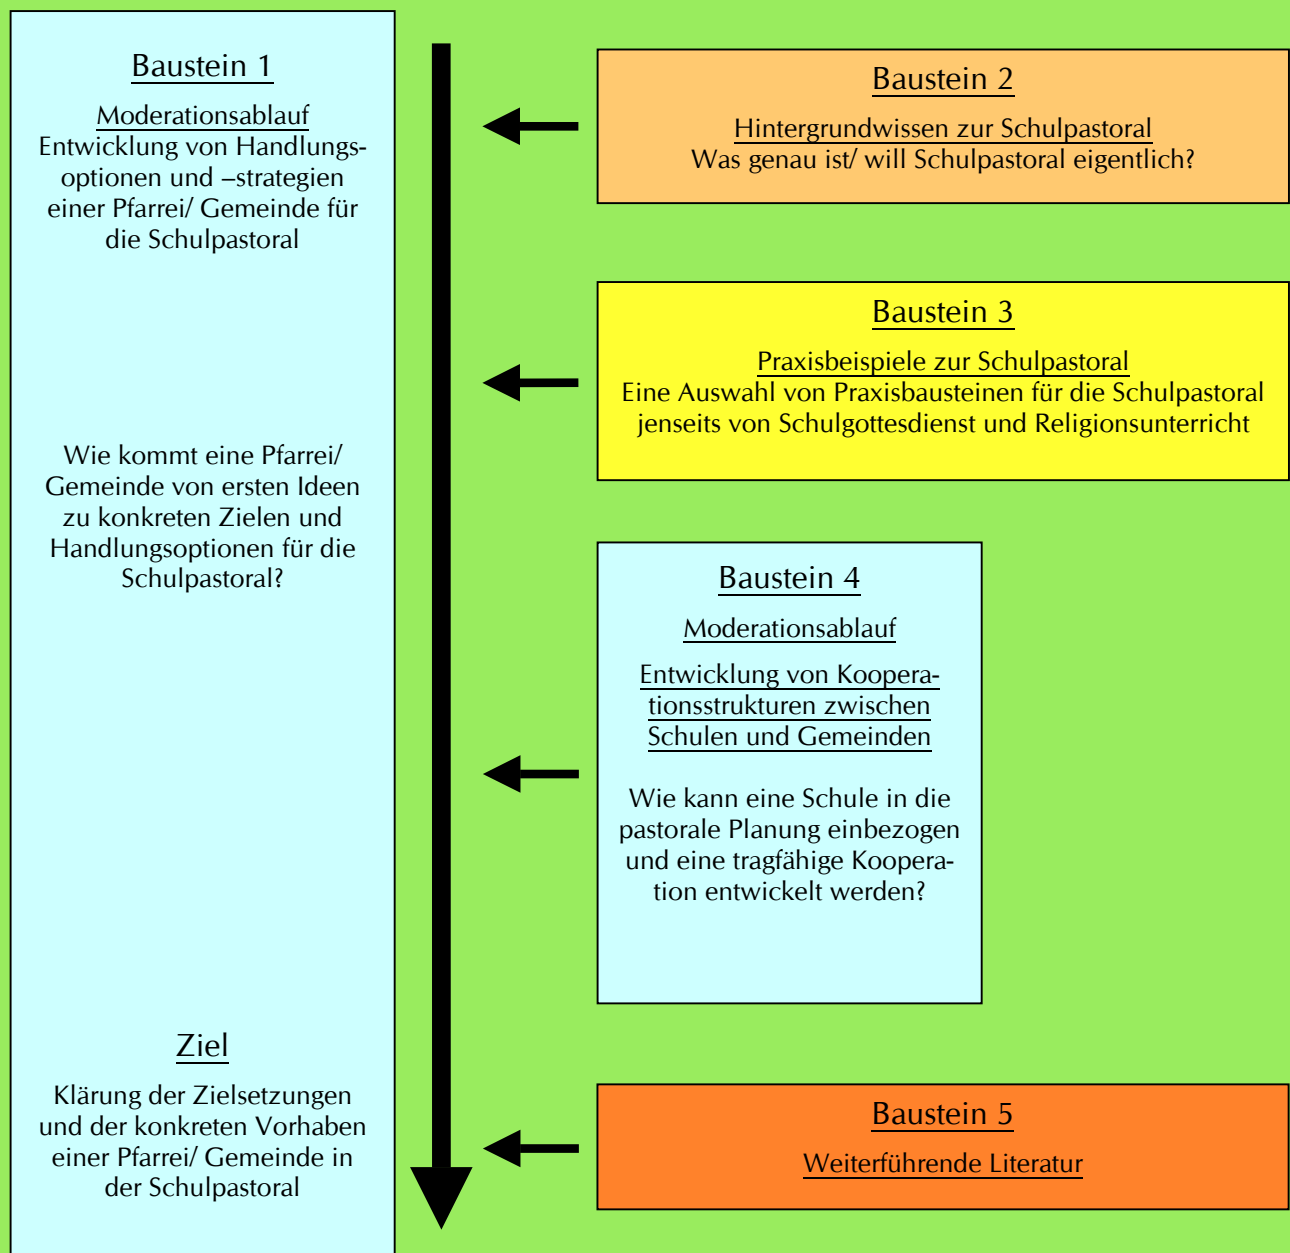 Baustein 1
Moderationsablauf
Entwicklung von Handlungs-
optionen und –strategien
einer Pfarrei/ Gemeinde für
die Schulpastoral
Wie kommt eine Pfarrei/
Gemeinde von ersten Ideen
zu konkreten Zielen und
Handlungsoptionen für die
Schulpastoral?
Ziel
Klärung der Zielsetzungen
und der konkreten Vorhaben
einer Pfarrei/ Gemeinde in
der Schulpastoral
Baustein 2
Hintergrundwissen zur Schulpastoral
Was genau ist/ will Schulpastoral eigentlich?
Baustein 3
Praxisbeispiele zur Schulpastoral
Eine Auswahl von Praxisbausteinen für die Schulpastoral
jenseits von Schulgottesdienst und Religionsunterricht
Baustein 4
Moderationsablauf
Entwicklung von Koopera-
tionsstrukturen zwischen
Schulen und Gemeinden
Wie kann eine Schule in die
pastorale Planung einbezogen
und eine tragfähige Koopera-
tion entwickelt werden?
Baustein 5
Weiterführende Literatur